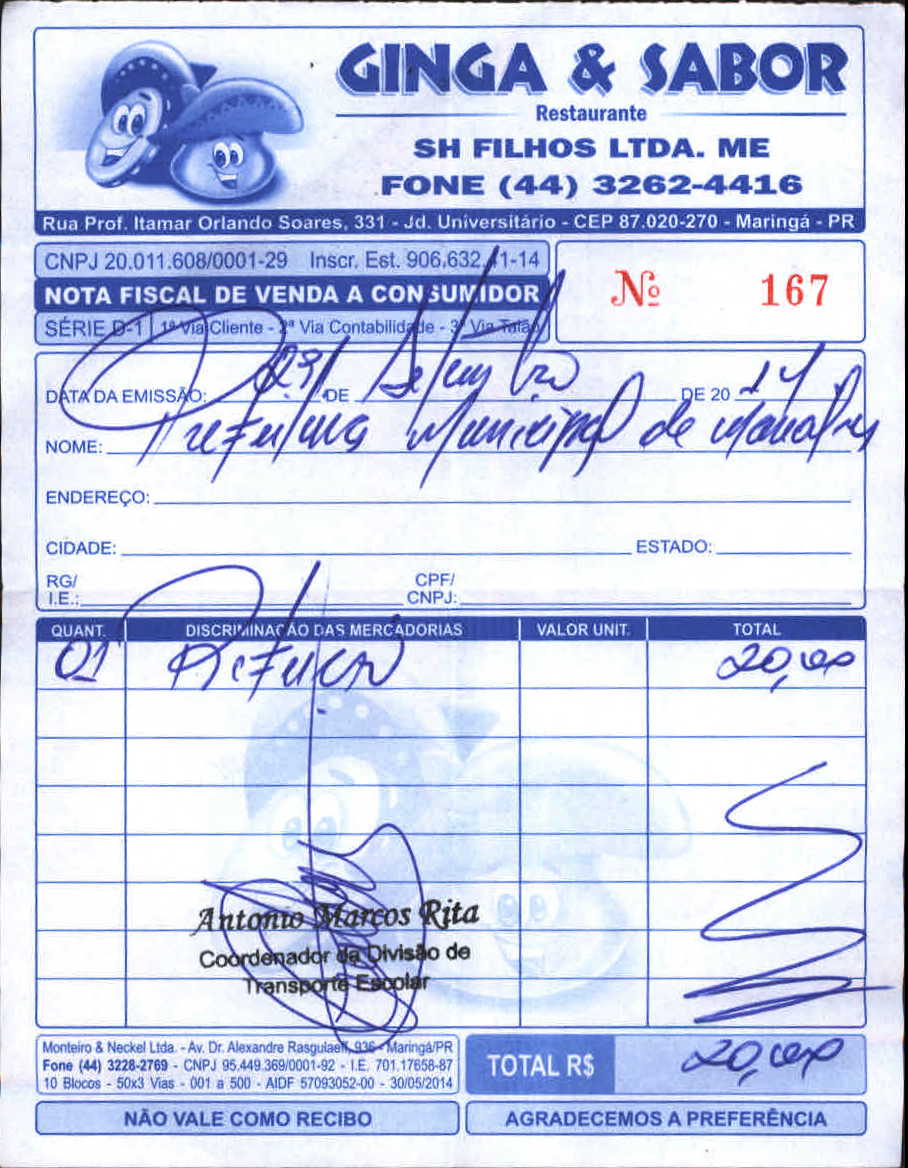 GINGA & SABOR
Restaurante
SH FILHOS LTDA. ME
FONE (44) 3262-4416
Rua Prof. Itamar Orlando Soares, 331 - Jd. Universitário - CEP 87.020-270 - Maringá - PR
CNPJ 20.011.608/0001-29 Inscr. Est. 906.632.41-14
NOTA FISCAL DE VENDA A CONSUMIDOR
SÉRIE D-1 1ª Via Cliente - 2ª Via Contabilidade - 3ª Via Talão
Nº 167
DATA DA EMISSÃO: DE Setembro DE 20 14
NOME: Prefeitura Municipal de
ENDEREÇO:
CIDADE: ESTADO:
RG/ I.E.: CPF/ CNPJ:
QUANT. DISCRIMINAÇÃO DAS MERCADORIAS VALOR UNIT. TOTAL
01 20,00
Antonio Marcos Rita
Coordenador da Divisão de
Transporte Escolar
Monteiro & Neckel Ltda. - Av. Dr. Alexandre Rasgulaeff, 936 - Maringá/PR
Fone (44) 3228-2769 - CNPJ 95.449.369/0001-92 - I.E. 701.17658-87
10 Blocos - 50x3 Vias - 001 a 500 - AIDF 57093052-00 - 30/05/2014
TOTAL R$ 20,00
NÃO VALE COMO RECIBO
AGRADECEMOS A PREFERÊNCIA